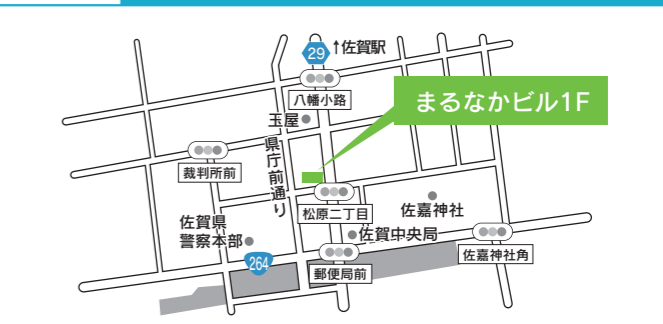 29
↑佐賀駅
八幡小路
まるなかビル1F
玉屋
県庁前通り
裁判所前
松原二丁目
佐嘉神社
佐賀県
警察本部
佐賀中央局
佐嘉神社角
264
郵便局前